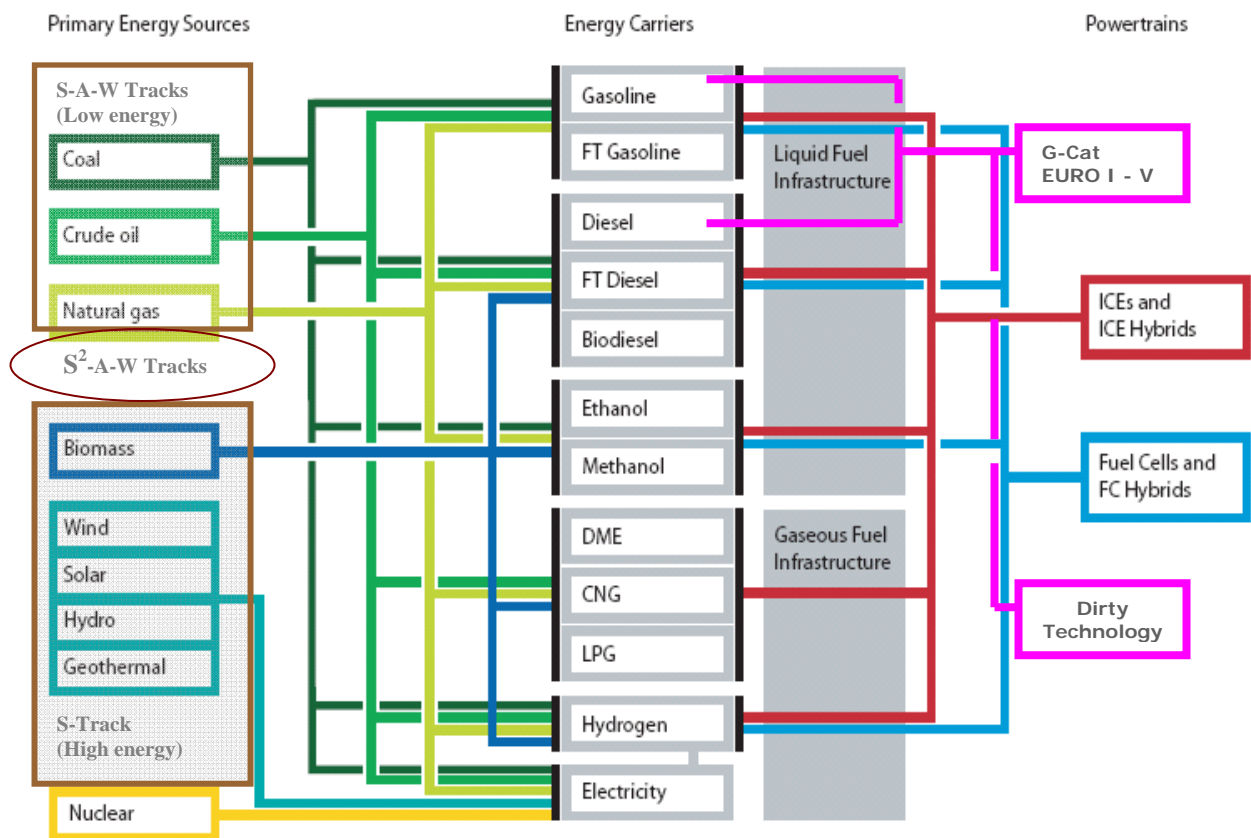 Primary Energy Sources
Energy Carriers
Powertrains
S-A-W Tracks
(Low energy)
Coal
Crude oil
Natural gas
S²-A-W Tracks
Biomass
Wind
Solar
Hydro
Geothermal
S-Track
(High energy)
Nuclear
Gasoline
FT Gasoline
Diesel
FT Diesel
Biodiesel
Ethanol
Methanol
DME
CNG
LPG
Hydrogen
Electricity
Liquid Fuel
Infrastructure
Gaseous Fuel
Infrastructure
G-Cat
EURO I - V
ICEs and
ICE Hybrids
Fuel Cells and
FC Hybrids
Dirty
Technology